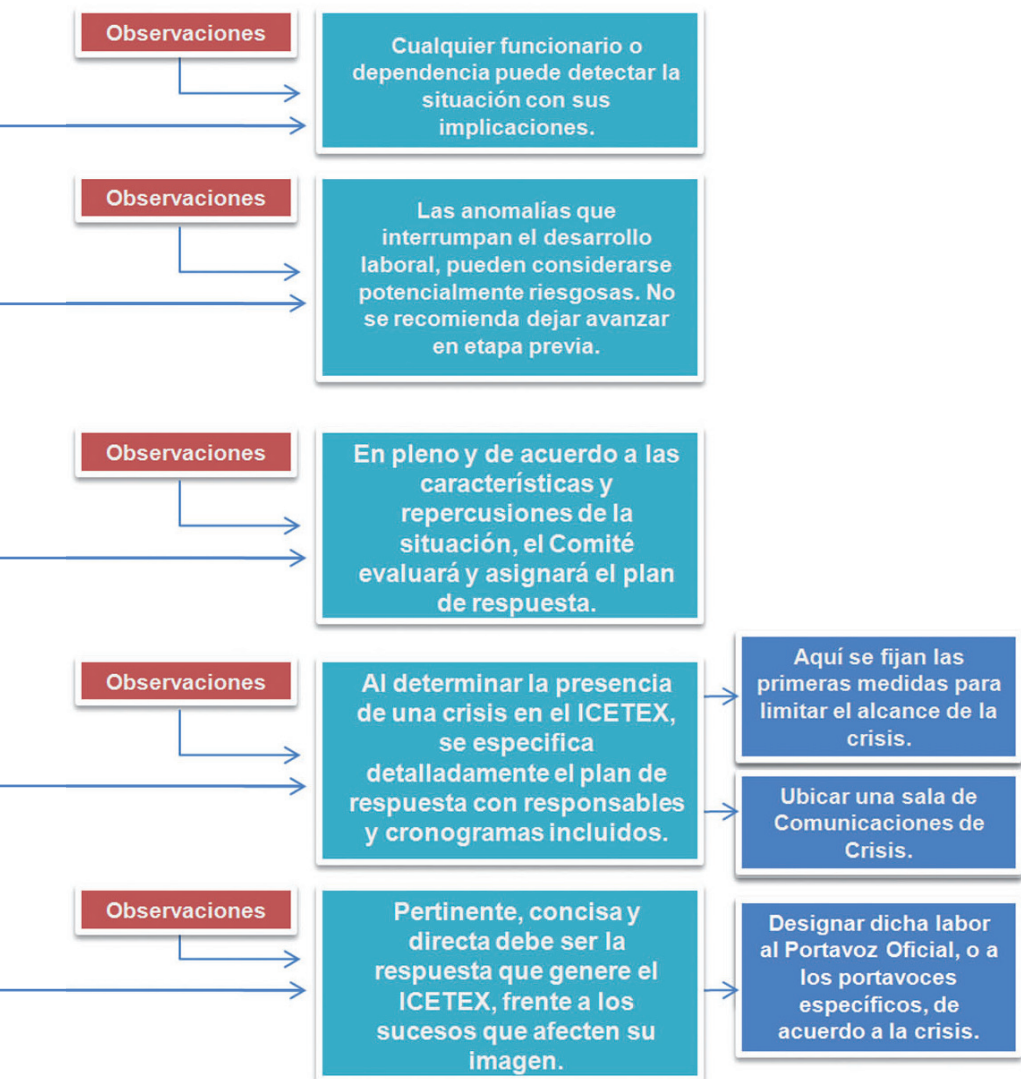 Observaciones
Cualquier funcionario o
dependencia puede detectar la
situación con sus
implicaciones.
Observaciones
Las anomalías que
interrumpan el desarrollo
laboral, pueden considerarse
potencialmente riesgosas. No
se recomienda dejar avanzar
en etapa previa.
Observaciones
En pleno y de acuerdo a las
características y
repercusiones de la
situación, el Comité
evaluará y asignará el plan
de respuesta.
Observaciones
Al determinar la presencia
de una crisis en el ICETEX,
se especifica
detalladamente el plan de
respuesta con responsables
y cronogramas incluidos.
Aquí se fijan las
primeras medidas para
limitar el alcance de la
crisis.
Ubicar una sala de
Comunicaciones de
Crisis.
Observaciones
Pertinente, concisa y
directa debe ser la
respuesta que genere el
ICETEX, frente a los
sucesos que afecten su
imagen.
Designar dicha labor
al Portavoz Oficial, o a
los portavoces
específicos, de
acuerdo a la crisis.